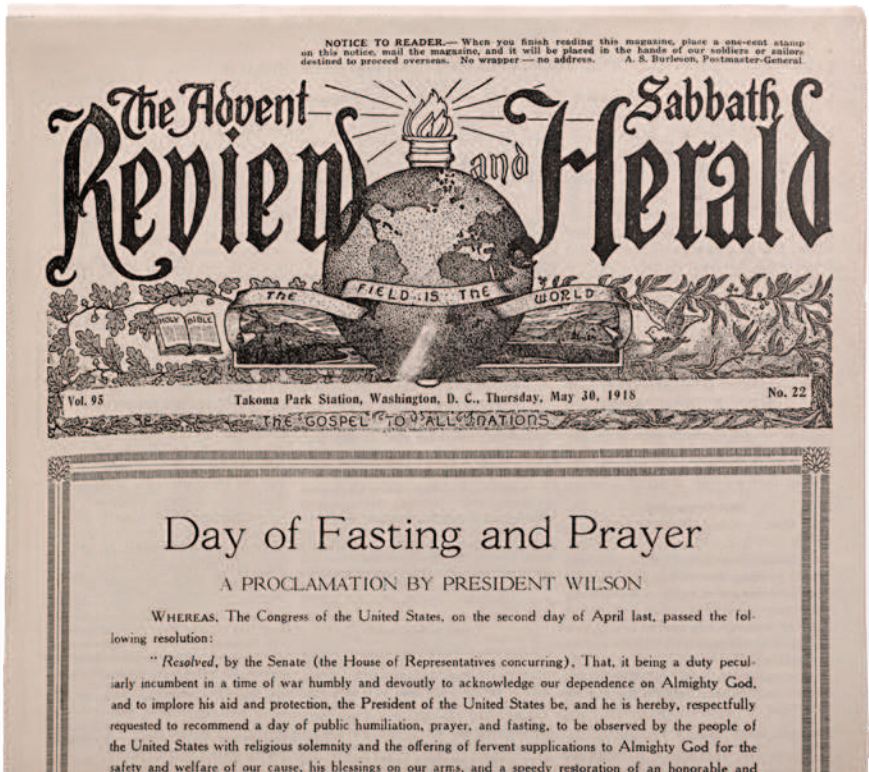 NOTICE TO READER.— When you finish reading this magazine, place a one-cent stamp
on this notice, mail the magazine, and it will be placed in the hands of our soldiers or sailors
destined to proceed overseas. No wrapper — no address. A. S. Burleson, Postmaster-General.
The Advent Sabbath
Review and Herald
THE FIELD IS THE WORLD
HOLY BIBLE
Vol. 95 Takoma Park Station, Washington, D. C., Thursday, May 30, 1918 No. 22
THE GOSPEL TO ALL NATIONS
Day of Fasting and Prayer
A PROCLAMATION BY PRESIDENT WILSON
WHEREAS, The Congress of the United States, on the second day of April last, passed the fol-
lowing resolution:
"Resolved, by the Senate (the House of Representatives concurring), That, it being a duty pecul-
iarly incumbent in a time of war humbly and devoutly to acknowledge our dependence on Almighty God,
and to implore his aid and protection, the President of the United States be, and he is hereby, respectfully
requested to recommend a day of public humiliation, prayer, and fasting, to be observed by the people of
the United States with religious solemnity and the offering of fervent supplications to Almighty God for the
safety and welfare of our cause, his blessings on our arms, and a speedy restoration of an honorable and